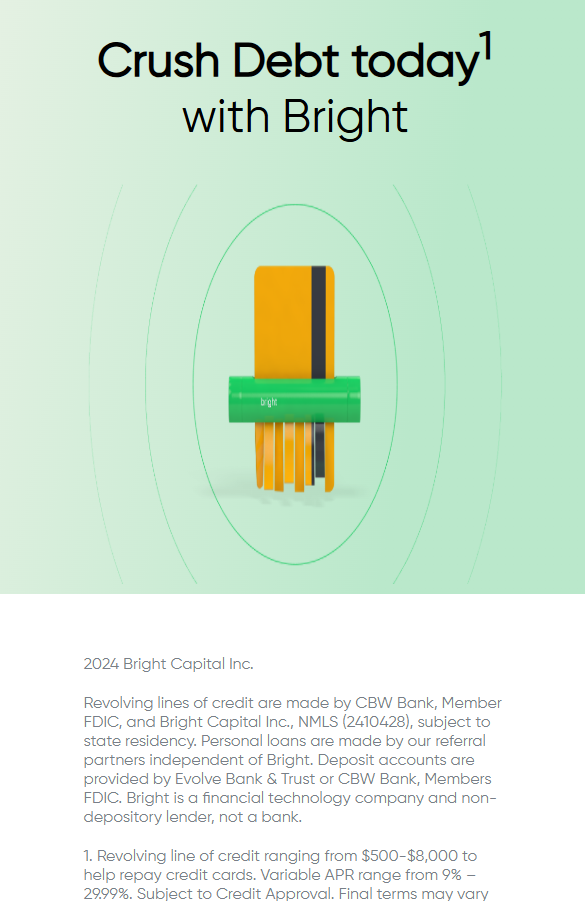 Crush Debt today1
with Bright
bright
2024 Bright Capital Inc.
Revolving lines of credit are made by CBW Bank, Member
FDIC, and Bright Capital Inc., NMLS (2410428), subject to
state residency. Personal loans are made by our referral
partners independent of Bright. Deposit accounts are
provided by Evolve Bank & Trust or CBW Bank, Members
FDIC. Bright is a financial technology company and non-
depository lender, not a bank.
1. Revolving line of credit ranging from $500-$8,000 to
help repay credit cards. Variable APR range from 9% –
29.99%. Subject to Credit Approval. Final terms may vary